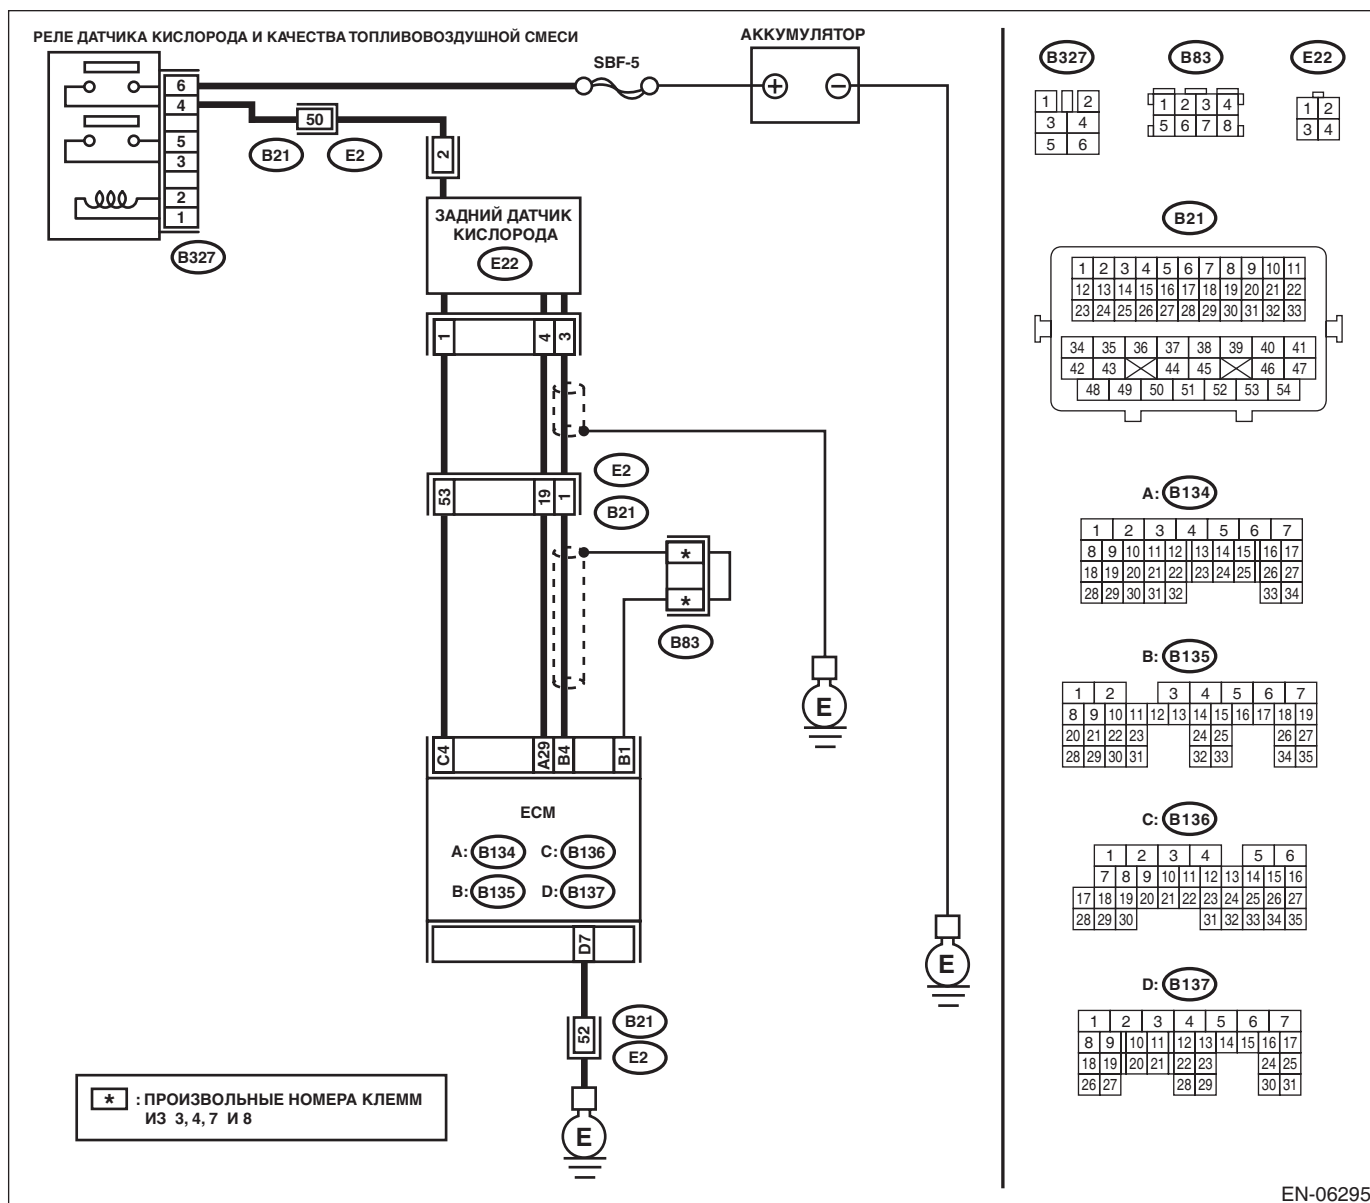 РЕЛЕ ДАТЧИКА КИСЛОРОДА И КАЧЕСТВА ТОПЛИВОВОЗДУШНОЙ СМЕСИ
6
4
5
3
2
1
B327
50
B21
E2
SBF-5
АККУМУЛЯТОР
+
−
2
ЗАДНИЙ ДАТЧИК
КИСЛОРОДА
E22
1
4
3
E2
B21
53
19
1
*
*
B83
E
E
C4
A29
B4
B1
ECM
A: B134 C: B136
B: B135 D: B137
D7
52
B21
E2
E
* : ПРОИЗВОЛЬНЫЕ НОМЕРА КЛЕММ
ИЗ 3, 4, 7 И 8
B327
1 2
3 4
5 6
B83
1 2 3 4
5 6 7 8
E22
1 2
3 4
B21
1 2 3 4 5 6 7 8 9 10 11
12 13 14 15 16 17 18 19 20 21 22
23 24 25 26 27 28 29 30 31 32 33
34 35 36 37 38 39 40 41
42 43 44 45 46 47
48 49 50 51 52 53 54
A: B134
1 2 3 4 5 6 7
8 9 10 11 12 13 14 15 16 17
18 19 20 21 22 23 24 25 26 27
28 29 30 31 32 33 34
B: B135
1 2 3 4 5 6 7
8 9 10 11 12 13 14 15 16 17 18 19
20 21 22 23 24 25 26 27
28 29 30 31 32 33 34 35
C: B136
1 2 3 4 5 6
7 8 9 10 11 12 13 14 15 16
17 18 19 20 21 22 23 24 25 26 27
28 29 30 31 32 33 34 35
D: B137
1 2 3 4 5 6 7
8 9 10 11 12 13 14 15 16 17
18 19 20 21 22 23 24 25
26 27 28 29 30 31
EN-06295